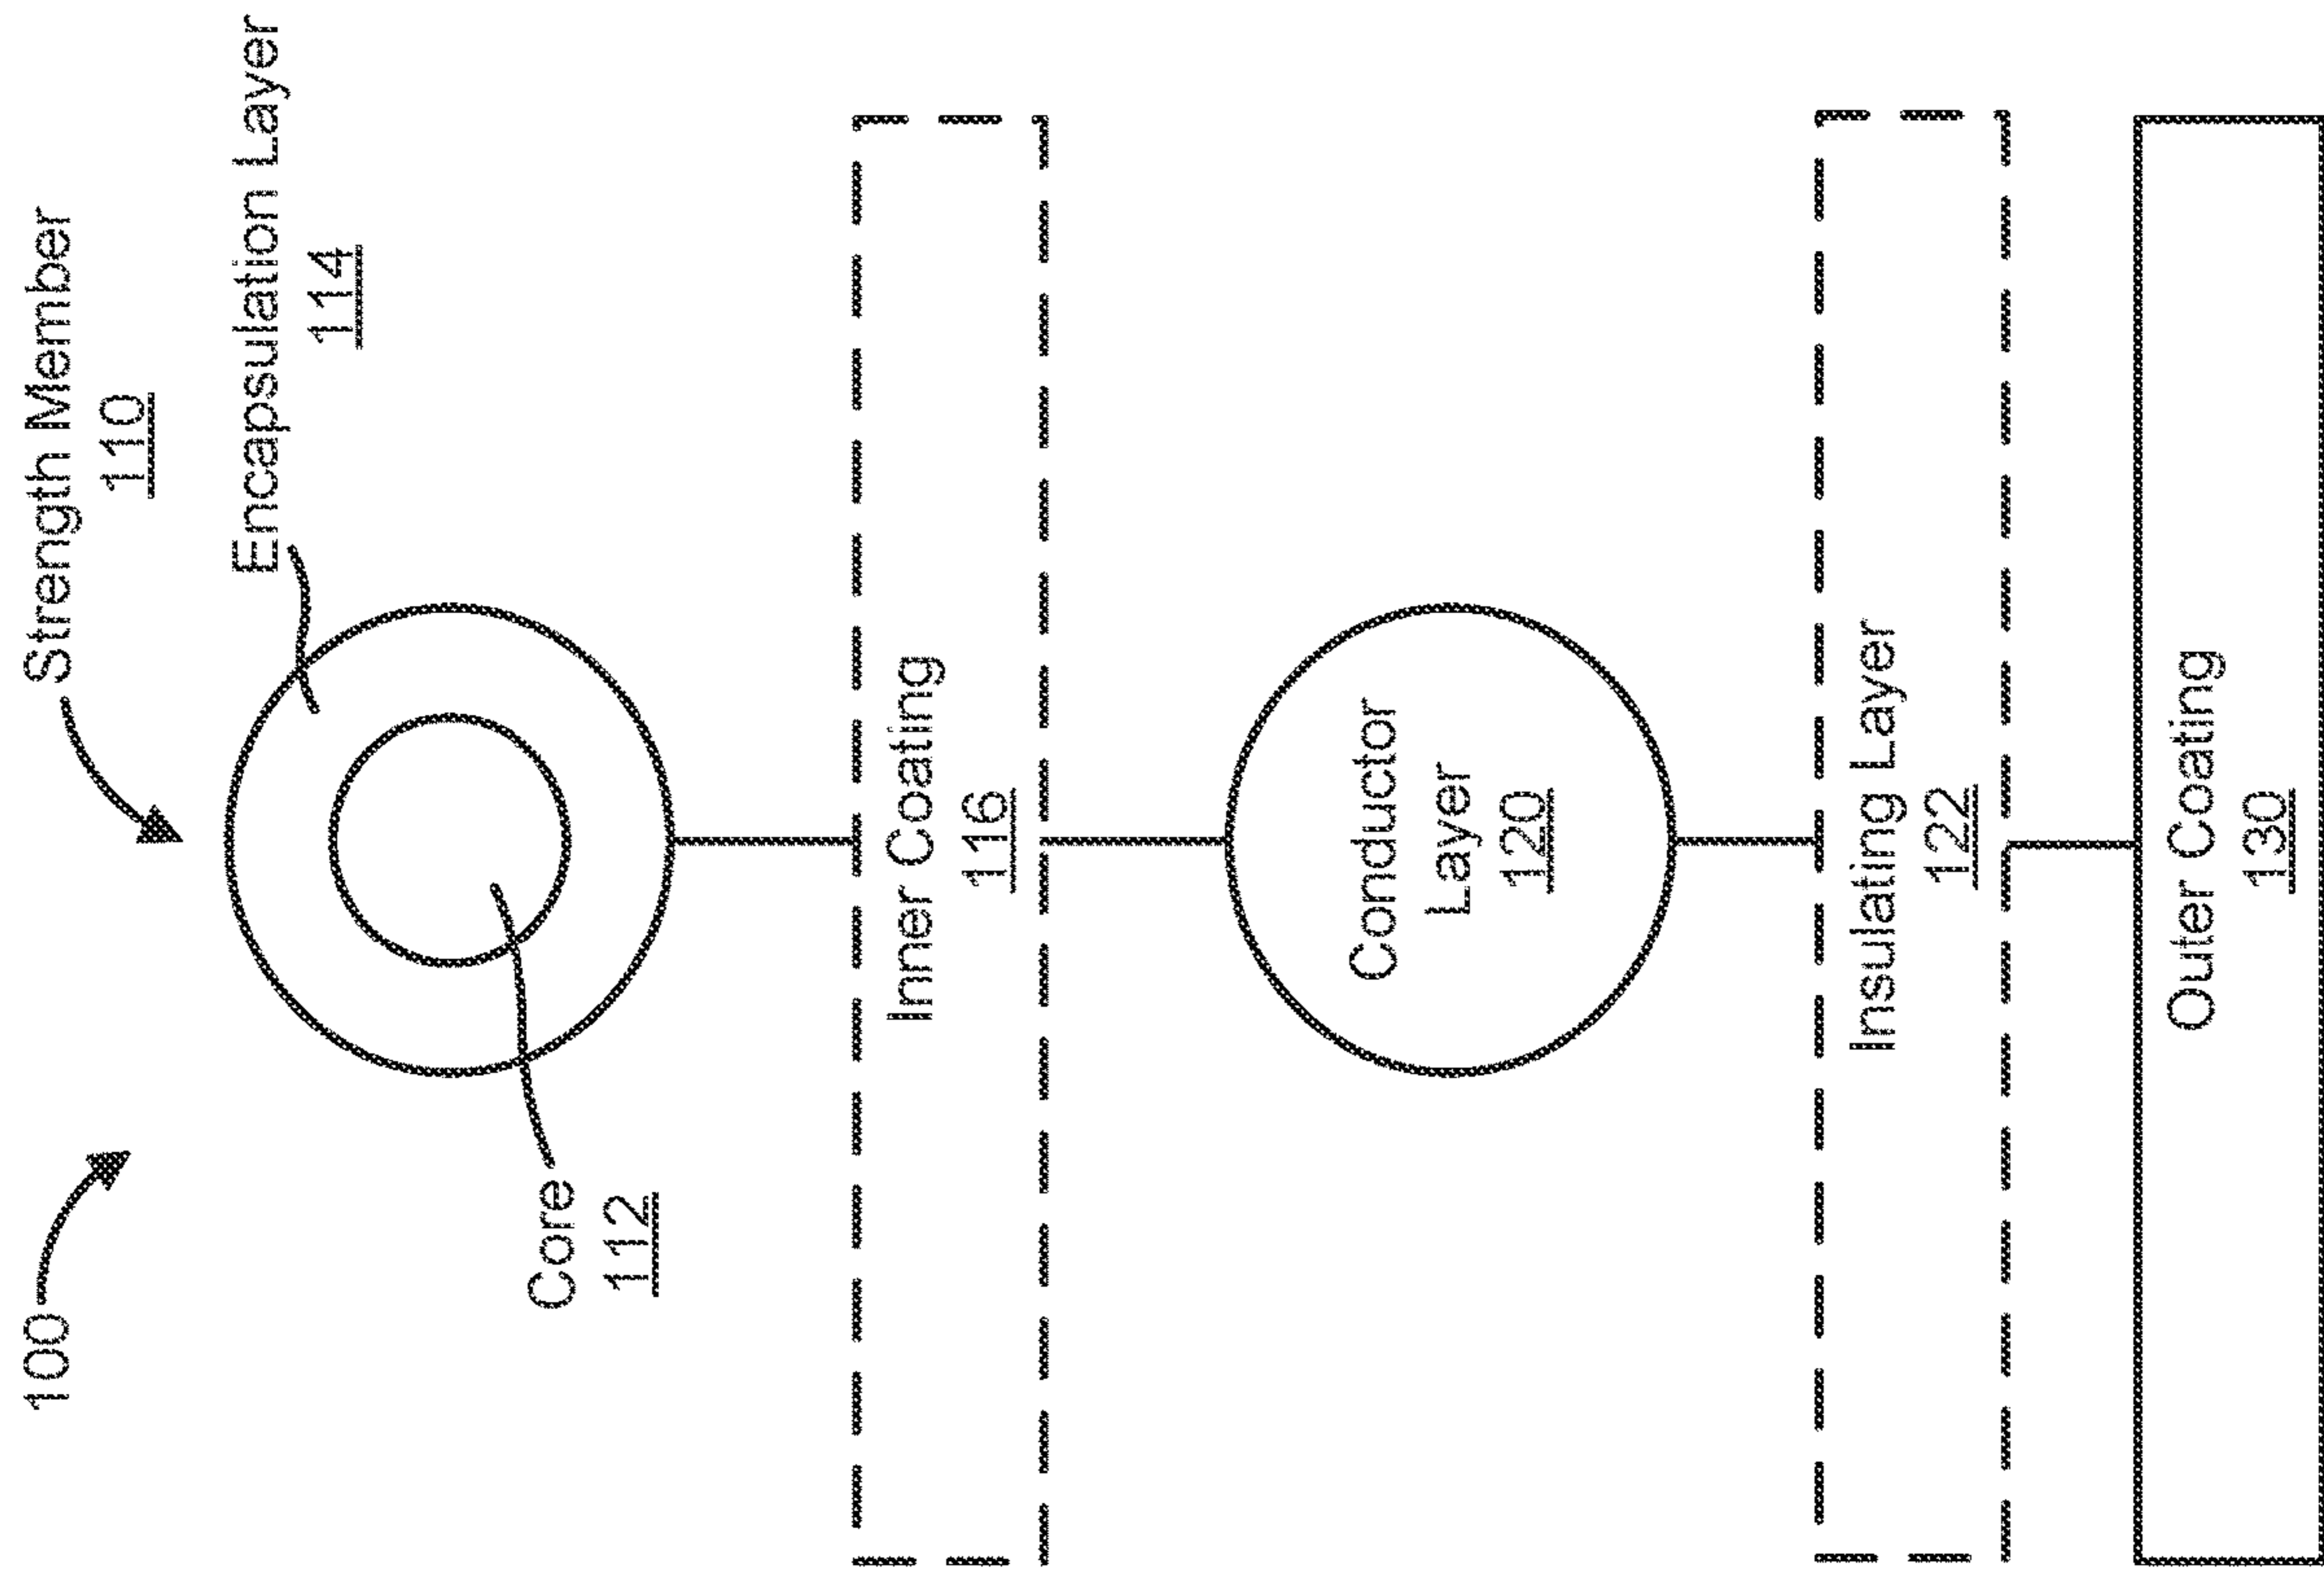 100
Strength Member
110
Encapsulation Layer
114
Core
112
Inner Coating
116
Conductor
Layer
120
Insulating Layer
122
Outer Coating
130